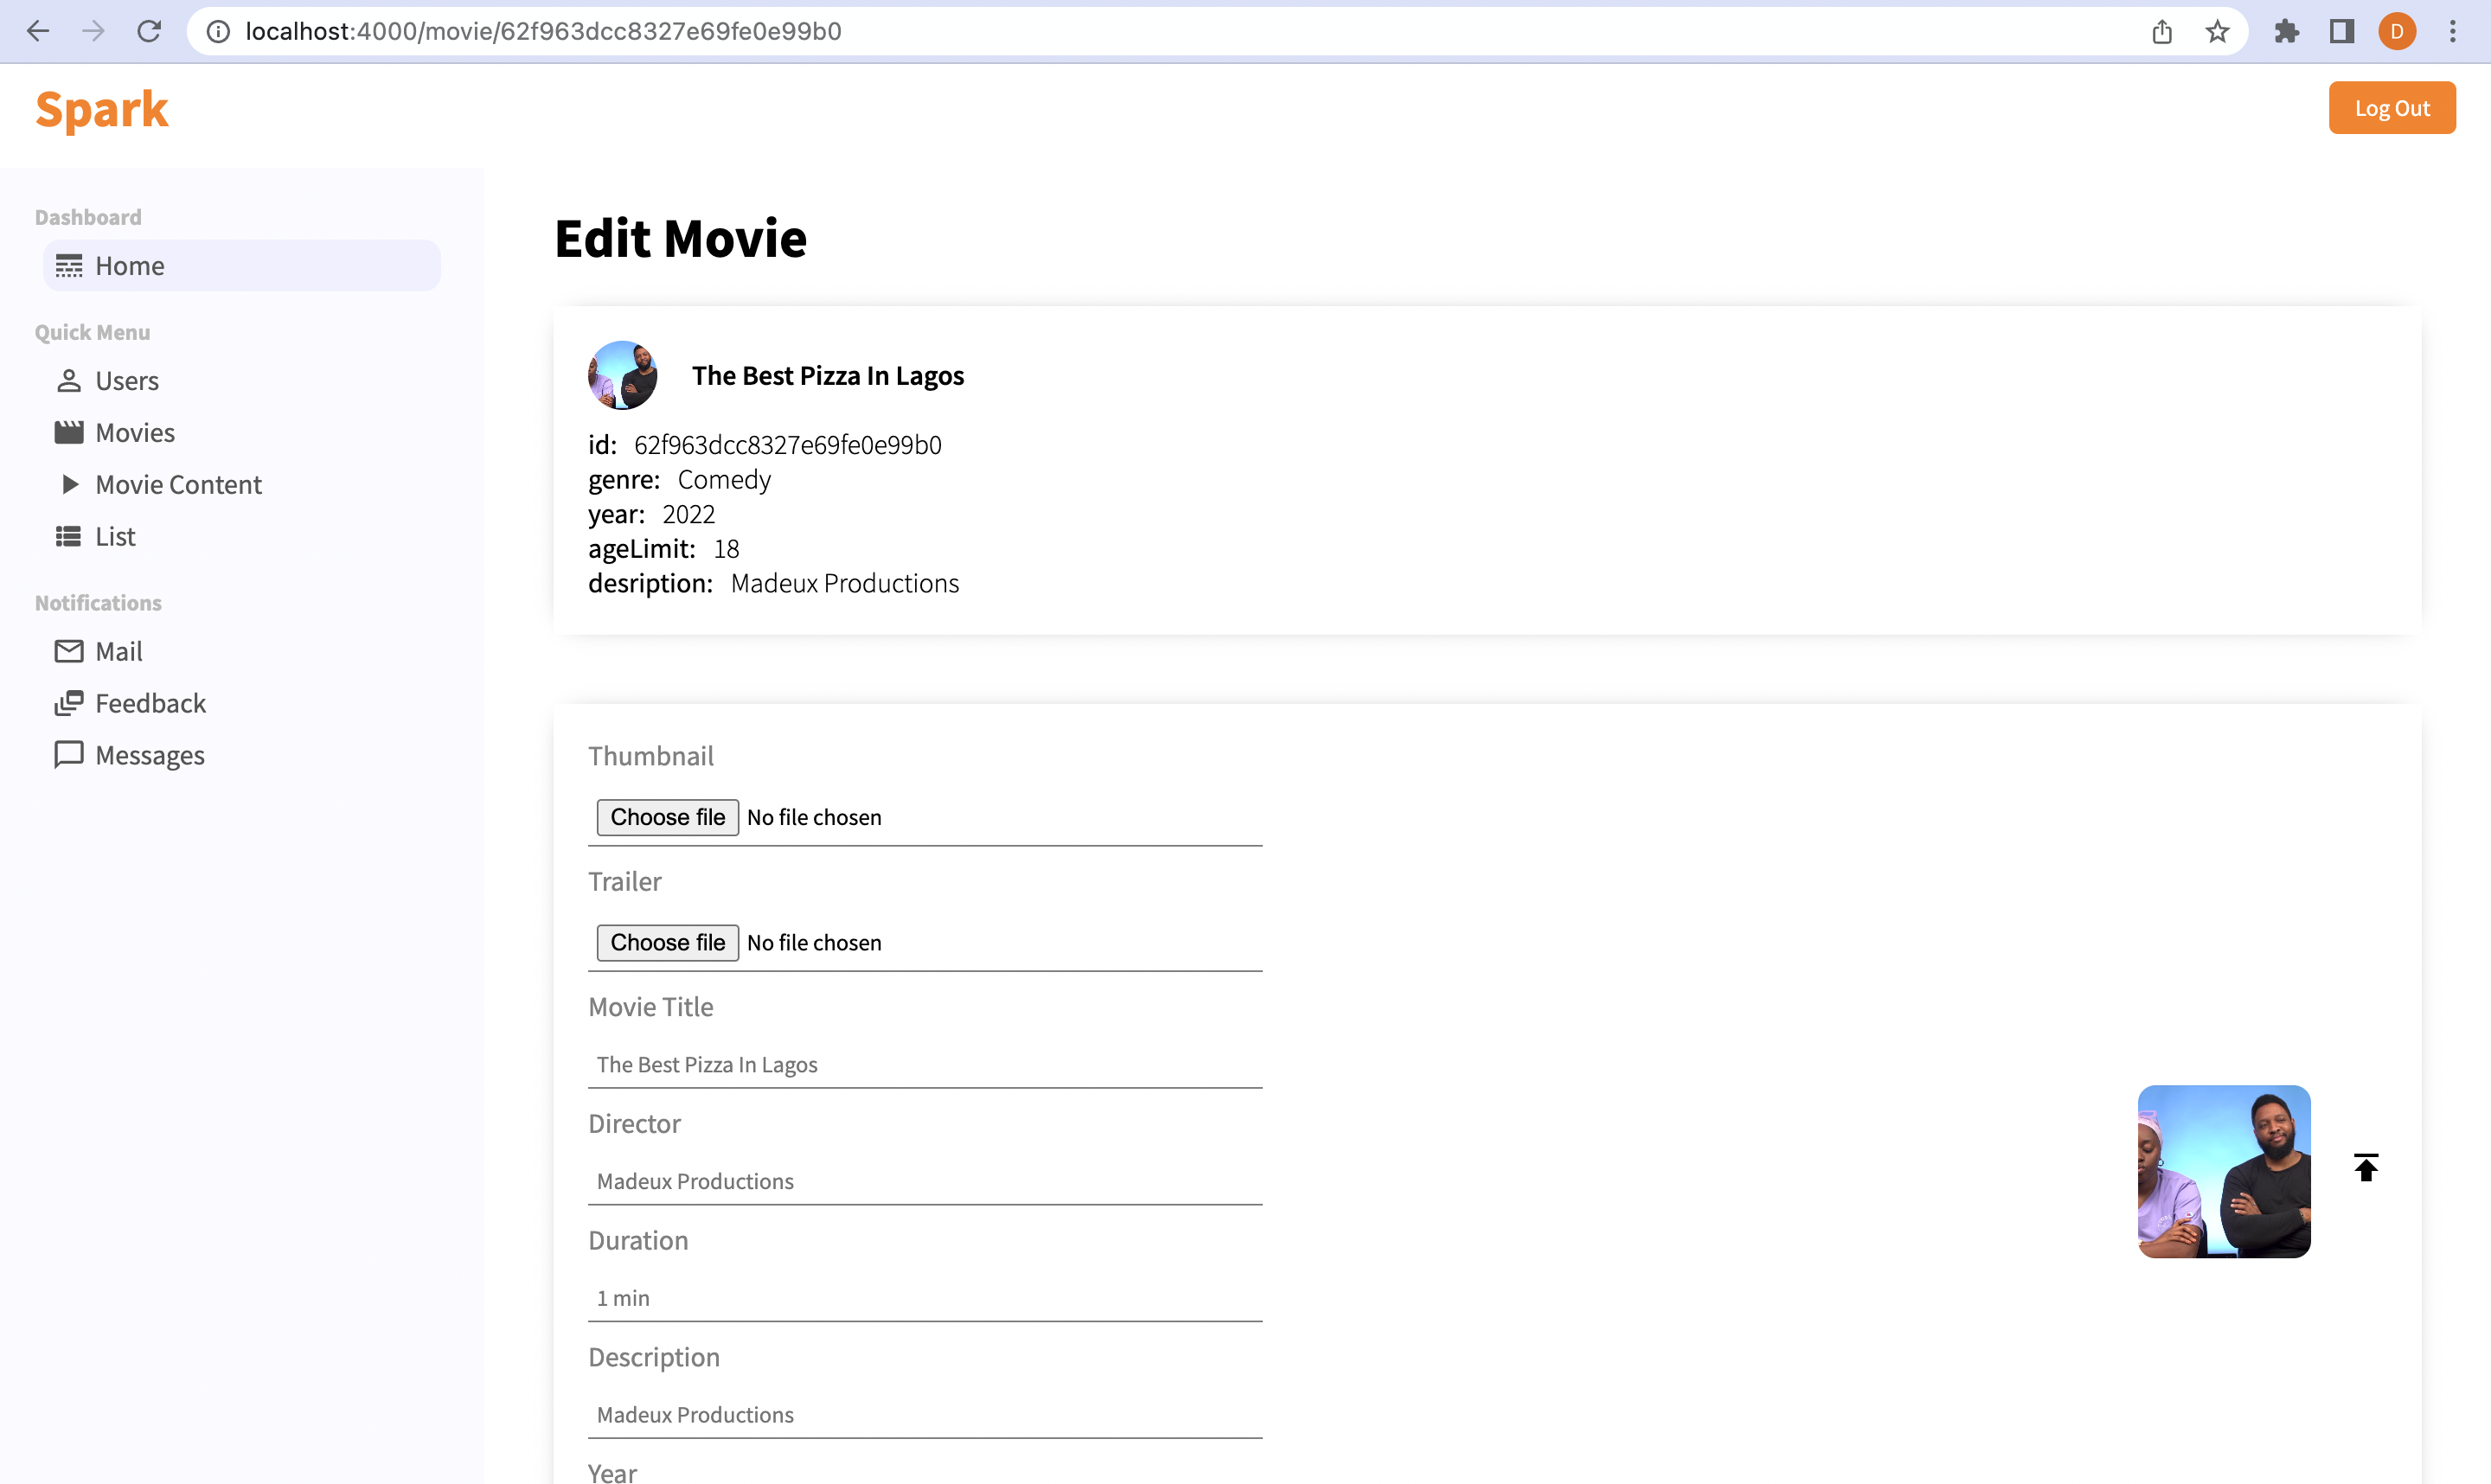 localhost:4000/movie/62f963dcc8327e69fe0e99b0
D
Spark
Log Out
Dashboard
Home
Quick Menu
Users
Movies
Movie Content
List
Notifications
Mail
Feedback
Messages
Edit Movie
The Best Pizza In Lagos
id: 62f963dcc8327e69fe0e99b0
genre: Comedy
year: 2022
ageLimit: 18
desription: Madeux Productions
Thumbnail
Choose file No file chosen
Trailer
Choose file No file chosen
Movie Title
The Best Pizza In Lagos
Director
Madeux Productions
Duration
1 min
Description
Madeux Productions
Year